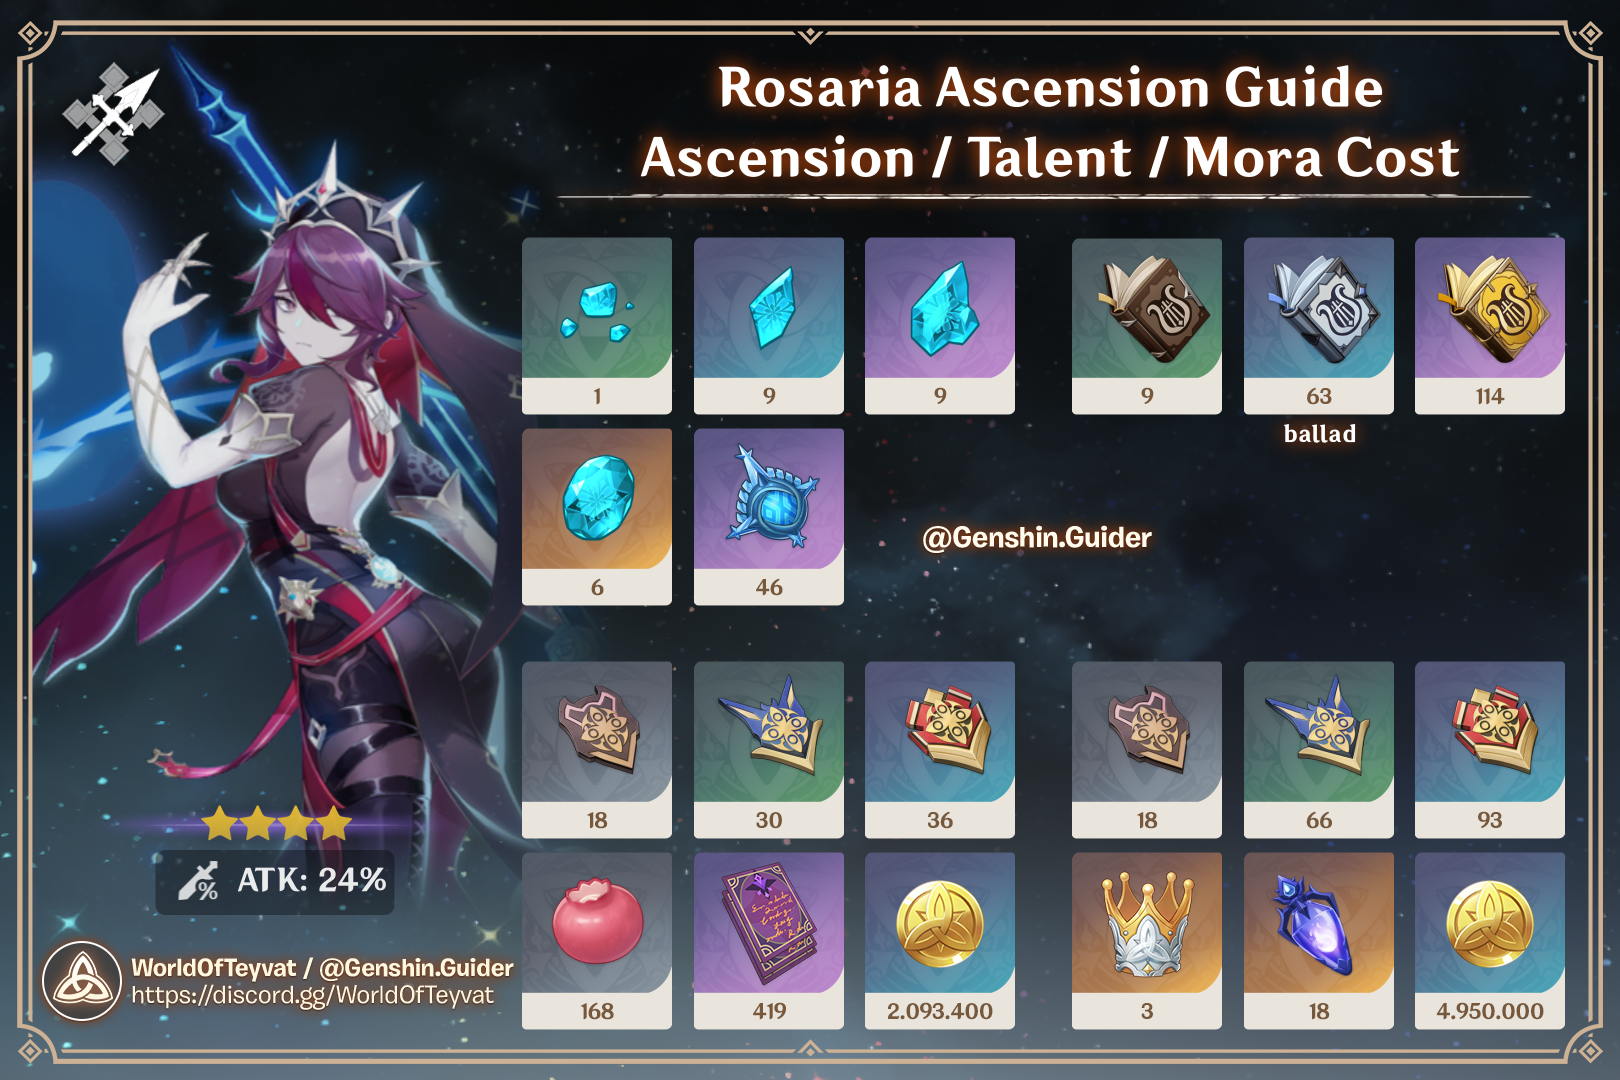 Rosaria Ascension Guide
Ascension / Talent / Mora Cost
1
9
9
9
63
114
ballad
6
46
@Genshin.Guider
18
30
36
18
66
93
168
419
2.093.400
3
18
4.950.000
ATK: 24%
WorldOfTeyvat / @Genshin.Guider
https://discord.gg/WorldOfTeyvat